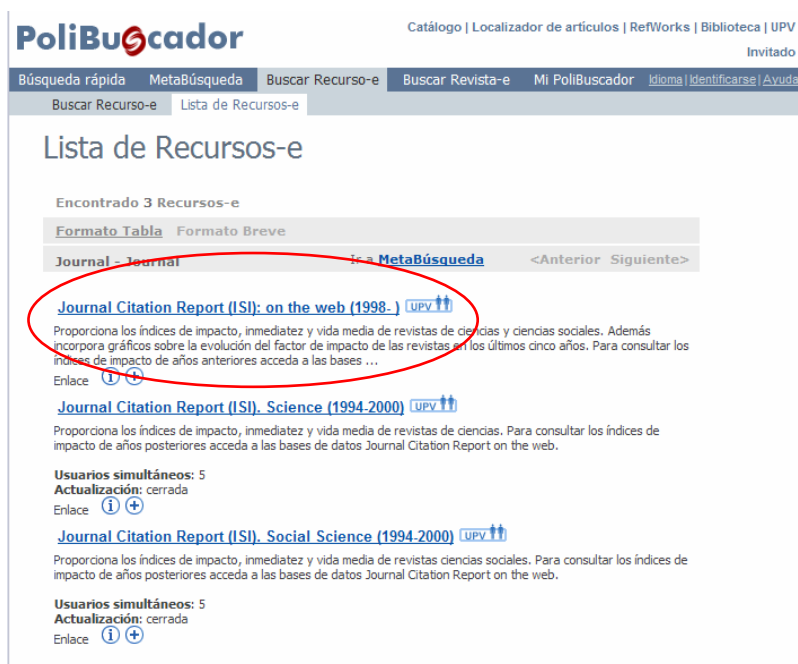 PoliBuscador
Catálogo | Localizador de artículos | RefWorks | Biblioteca | UPV
Invitado
Búsqueda rápida MetaBúsqueda Buscar Recurso-e Buscar Revista-e Mi PoliBuscador Idioma | Identificarse | Ayuda
Buscar Recurso-e Lista de Recursos-e
Lista de Recursos-e
Encontrado 3 Recursos-e
Formato Tabla Formato Breve
Journal - Journal Ir a MetaBúsqueda <Anterior Siguiente>
Journal Citation Report (ISI): on the web (1998- ) UPV
Proporciona los índices de impacto, inmediatez y vida media de revistas de ciencias y ciencias sociales. Además
incorpora gráficos sobre la evolución del factor de impacto de las revistas en los últimos cinco años. Para consultar los
índices de impacto de años anteriores acceda a las bases ...
Enlace
Journal Citation Report (ISI). Science (1994-2000) UPV
Proporciona los índices de impacto, inmediatez y vida media de revistas de ciencias. Para consultar los índices de
impacto de años posteriores acceda a las bases de datos Journal Citation Report on the web.
Usuarios simultáneos: 5
Actualización: cerrada
Enlace
Journal Citation Report (ISI). Social Science (1994-2000) UPV
Proporciona los índices de impacto, inmediatez y vida media de revistas ciencias sociales. Para consultar los índices de
impacto de años posteriores acceda a las bases de datos Journal Citation Report on the web.
Usuarios simultáneos: 5
Actualización: cerrada
Enlace